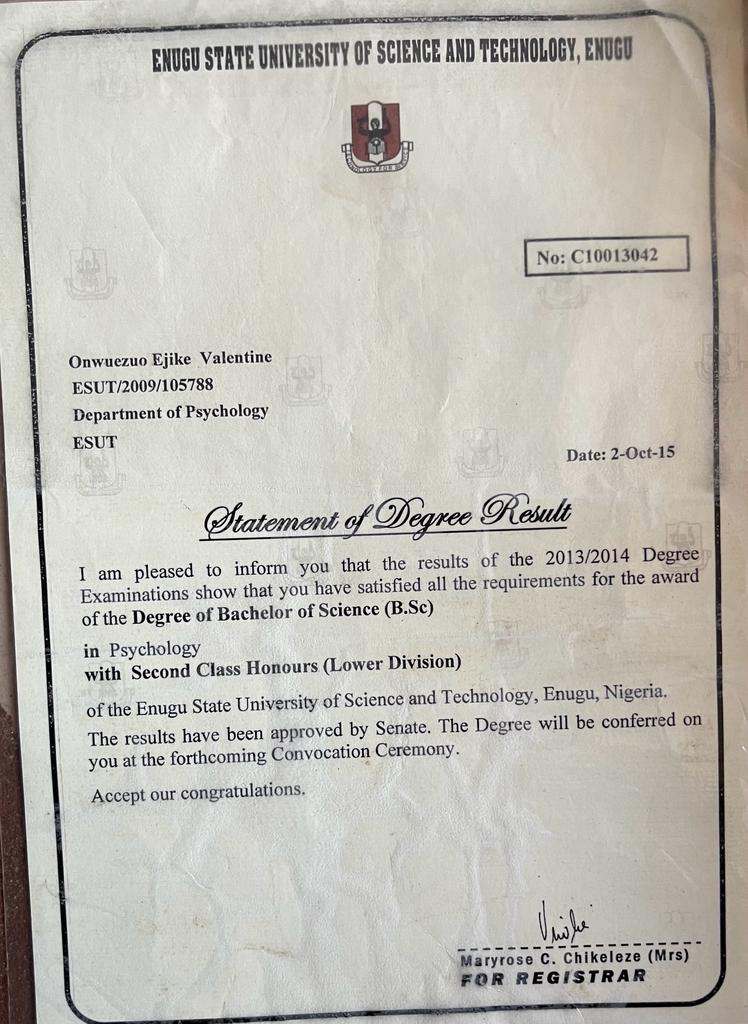 ENUGU STATE UNIVERSITY OF SCIENCE AND TECHNOLOGY, ENUGU
No: C10013042
Onwuezuo Ejike Valentine
ESUT/2009/105788
Department of Psychology
ESUT
Date: 2-Oct-15
Statement of Degree Result
I am pleased to inform you that the results of the 2013/2014 Degree
Examinations show that you have satisfied all the requirements for the award
of the Degree of Bachelor of Science (B.Sc)
in Psychology
with Second Class Honours (Lower Division)
of the Enugu State University of Science and Technology, Enugu, Nigeria.
The results have been approved by Senate. The Degree will be conferred on
you at the forthcoming Convocation Ceremony.
Accept our congratulations.
Maryrose C. Chikeleze (Mrs)
FOR REGISTRAR